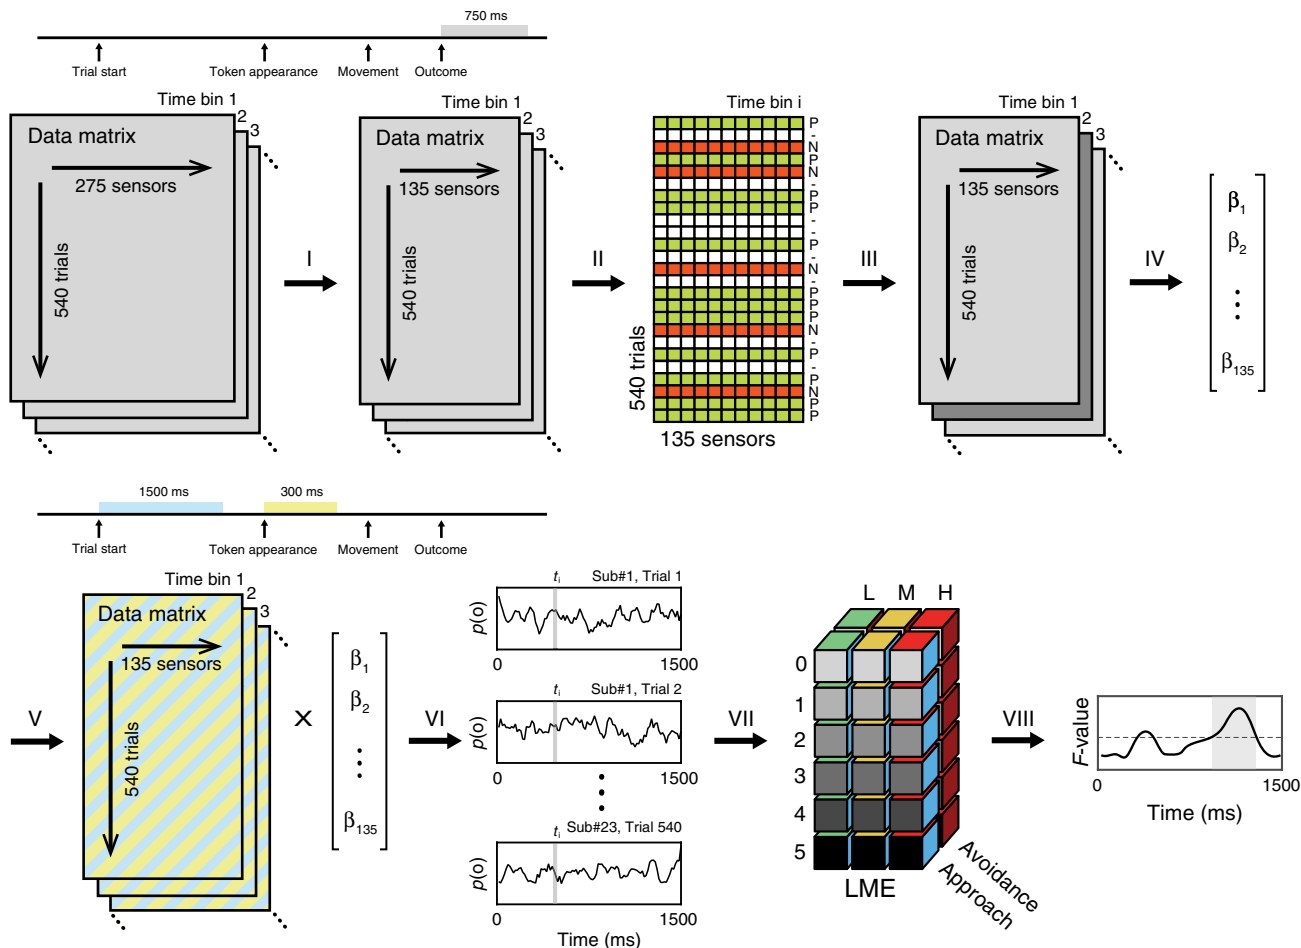 750 ms
Trial start
Token appearance
Movement
Outcome
Time bin 1
2
3
Data matrix
275 sensors
540 trials
I
Time bin 1
2
3
Data matrix
135 sensors
540 trials
II
Time bin i
P
-
N
P
N
-
P
P
-
-
P
-
N
-
P
P
P
N
-
P
-
P
N
P
P
540 trials
135 sensors
III
Time bin 1
2
3
Data matrix
135 sensors
540 trials
IV
β1
β2
⋮
β135
1500 ms
300 ms
Trial start
Token appearance
Movement
Outcome
V
Time bin 1
2
3
Data matrix
135 sensors
540 trials
×
β1
β2
⋮
β135
VI
ti
Sub#1, Trial 1
p(o)
0
1500
ti
Sub#1, Trial 2
p(o)
0
1500
ti
Sub#23, Trial 540
p(o)
0
1500
Time (ms)
VII
L M H
0
1
2
3
4
5
LME
Avoidance
Approach
VIII
F-value
0
1500
Time (ms)